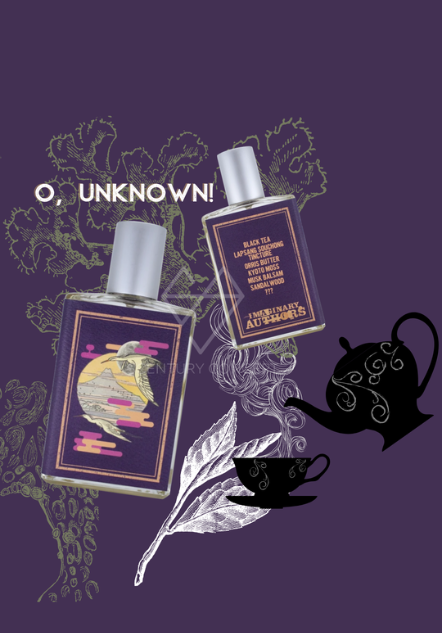 O, UNKNOWN!
BLACK TEA
LAPSANG SOUCHONG
TINCTURE
ORRIS BUTTER
KYOTO MOSS
MUSK BALSAM
SANDALWOOD
???
IMAGINARY
AUTHORS